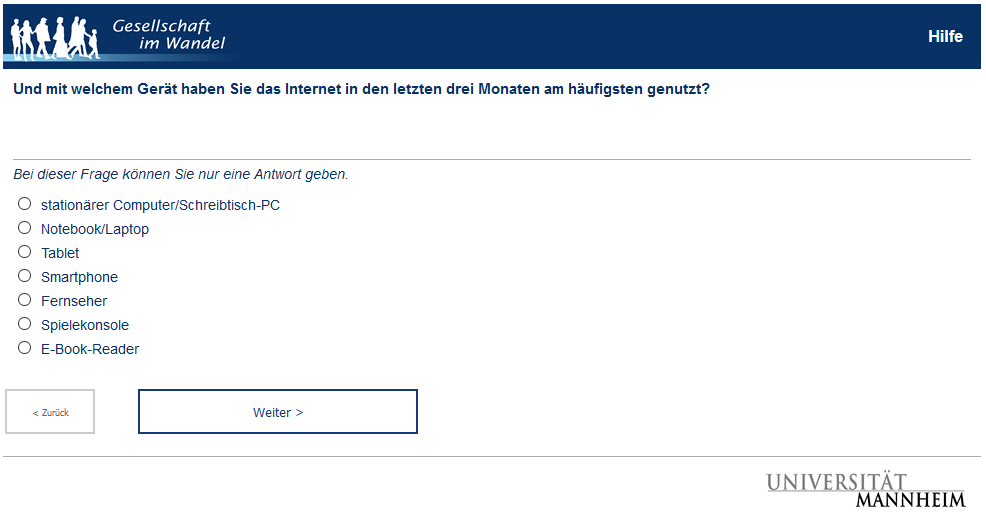 Gesellschaft
im Wandel
Hilfe
Und mit welchem Gerät haben Sie das Internet in den letzten drei Monaten am häufigsten genutzt?
Bei dieser Frage können Sie nur eine Antwort geben.
stationärer Computer/Schreibtisch-PC
Notebook/Laptop
Tablet
Smartphone
Fernseher
Spielekonsole
E-Book-Reader
< Zurück
Weiter >
UNIVERSITÄT
MANNHEIM